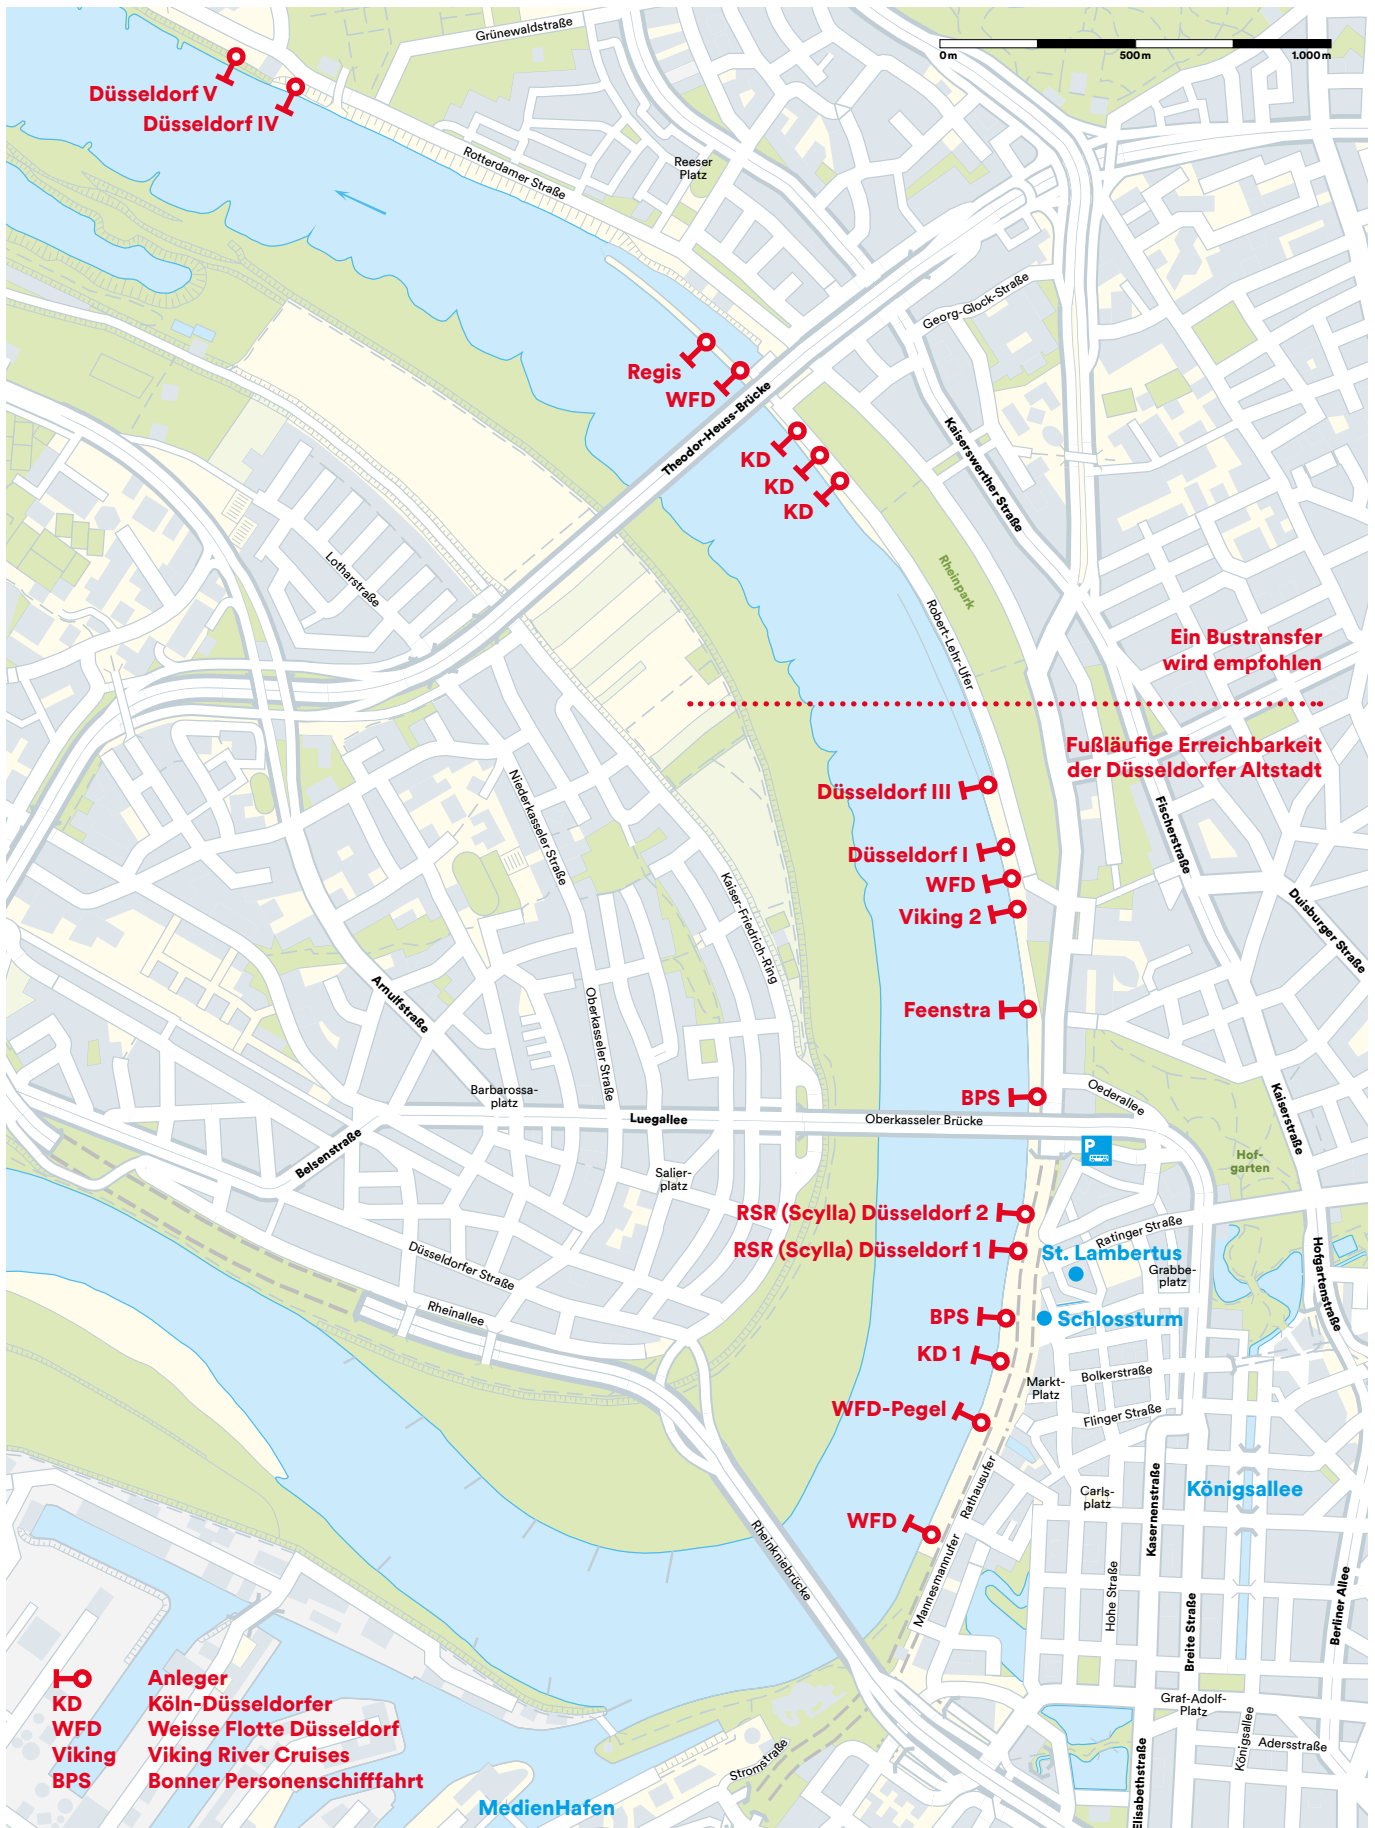 Grünewaldstraße
0 m
500 m
1.000 m
Düsseldorf V
Düsseldorf IV
Rotterdamer Straße
Reeser
Platz
Georg-Glock-Straße
Regis
WFD
Theodor-Heuss-Brücke
KD
KD
KD
Kaiserswerther Straße
Lotharstraße
Rheinpark
Robert-Lehr-Ufer
Ein Bustransfer
wird empfohlen
Fußläufige Erreichbarkeit
der Düsseldorfer Altstadt
Düsseldorf III
Niederkasseler Straße
Fischerstraße
Düsseldorf I
WFD
Viking 2
Kaiser-Friedrich-Ring
Duisburger Straße
Arnulfstraße
Oberkasseler Straße
Feenstra
BPS
Oederallee
Barbarossa-
platz
Luegallee
Oberkasseler Brücke
Kaiserstraße
Belsenstraße
P
Hof-
garten
Salier-
platz
RSR (Scylla) Düsseldorf 2
RSR (Scylla) Düsseldorf 1
Ratinger Straße
St. Lambertus
Grabbe-
platz
Hofgartenstraße
Düsseldorfer Straße
Rheinallee
BPS
Schlossturm
KD 1
Markt-
Platz
Bolkerstraße
WFD-Pegel
Flinger Straße
Rathausufer
Carls-
platz
Kasernenstraße
Königsallee
WFD
Rheinkniebrücke
Mannesmannufer
Hohe Straße
Breite Straße
Berliner Allee
Anleger
KD Köln-Düsseldorfer
WFD Weisse Flotte Düsseldorf
Viking Viking River Cruises
BPS Bonner Personenschifffahrt
Graf-Adolf-
Platz
Königsallee
Adersstraße
Stromstraße
Elisabethstraße
MedienHafen